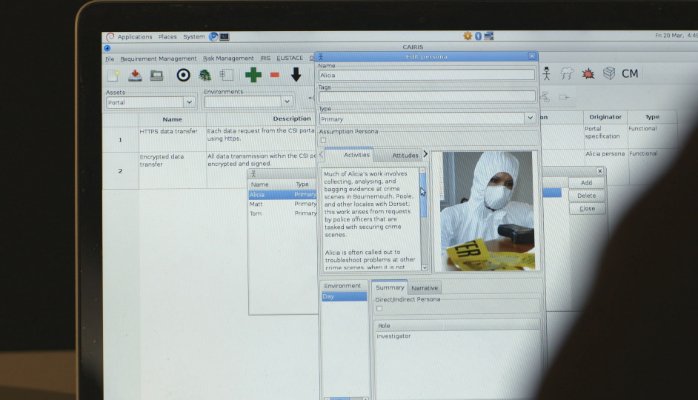 Applications Places System
Fri 20 Mar, 4:4
CAIRIS
File Requirement Management Risk Management IRIS EUSTACE
Edit persona
CM
Name
Alicia
Tags
Type
Primary
Assumption Persona
Assets
Portal
Environments
Name
Description
Originator
Type
1
HTTPS data transfer
Each data request from the CSI
using https.
Portal
specification
Functional
2
Encrypted data
transfer
All data transmission within the CSI
encrypted and signed.
Alicia persona
Functional
Name
Type
Alicia
Primary
Matt
Primary
Tom
Primary
Add
Delete
Close
Activities
Attitudes
Much of Alicia's work involves
collecting, analysing, and
bagging evidence at crime
scenes in Bournemouth, Poole,
and other locales with Dorset;
this work arises from requests
by police officers that are
tasked with securing crime
scenes.
Alicia is often called out to
troubleshoot problems at other
crime scenes, when it is not
TER
Environment
Day
Summary
Narrative
Direct/Indirect Persona
Role
Investigator